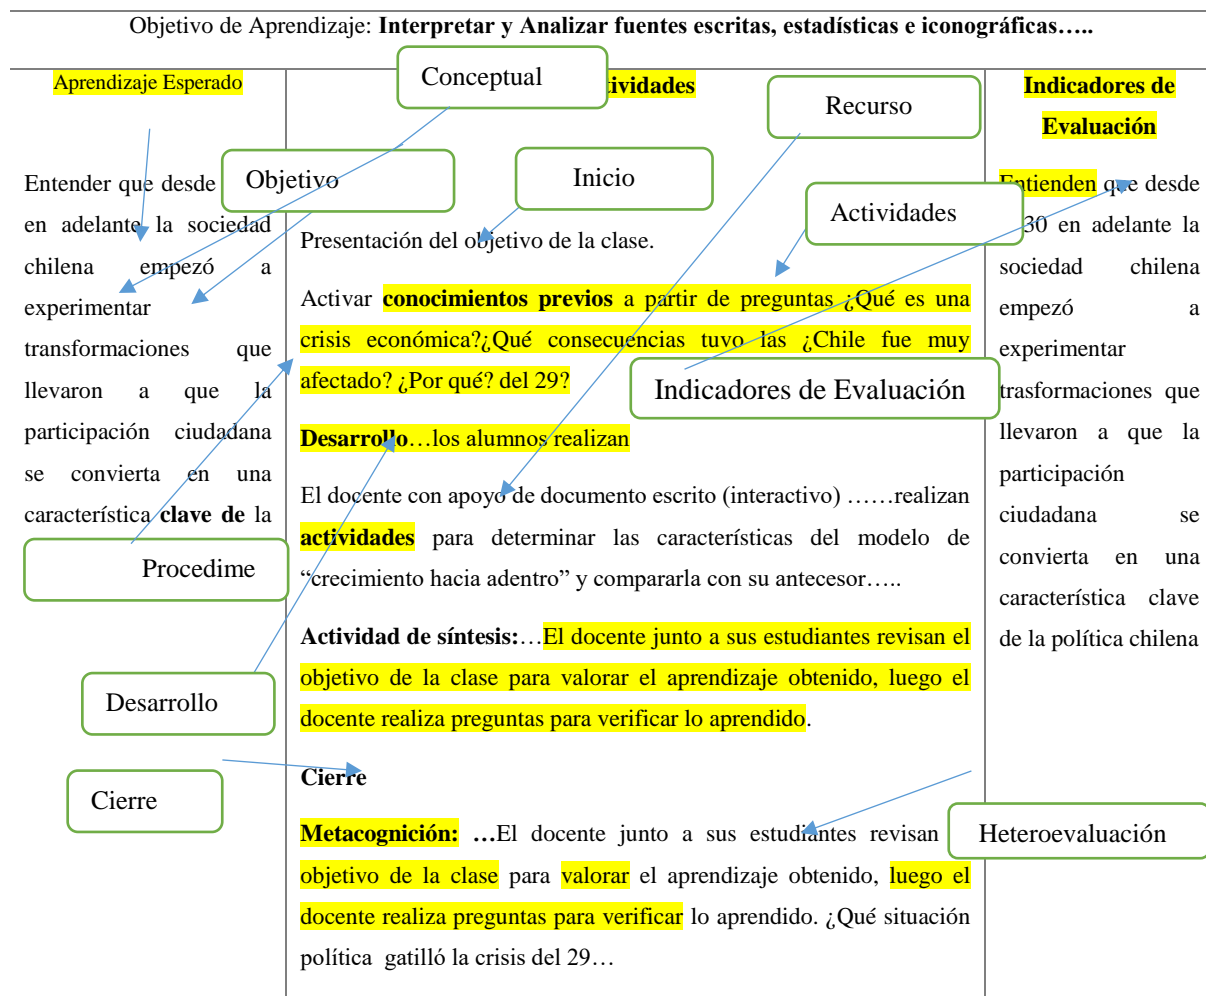 Objetivo de Aprendizaje: Interpretar y Analizar fuentes escritas, estadísticas e iconográficas…..
Aprendizaje Esperado
Entender que desde
en adelante la sociedad
chilena empezó a
experimentar
transformaciones que
llevaron a que la
participación ciudadana
se convierta en una
característica clave de la
Conceptual
Objetivo
Procedime
Desarrollo
Cierre
ividades
Inicio
Recurso
Actividades
Indicadores de Evaluación
Heteroevaluación
Presentación del objetivo de la clase.
Activar conocimientos previos a partir de preguntas ¿Qué es una
crisis económica?¿Qué consecuencias tuvo las ¿Chile fue muy
afectado? ¿Por qué? del 29?
Desarrollo…los alumnos realizan
El docente con apoyo de documento escrito (interactivo) ……realizan
actividades para determinar las características del modelo de
“crecimiento hacia adentro” y compararla con su antecesor…..
Actividad de síntesis:…El docente junto a sus estudiantes revisan el
objetivo de la clase para valorar el aprendizaje obtenido, luego el
docente realiza preguntas para verificar lo aprendido.
Cierre
Metacognición: …El docente junto a sus estudiantes revisan
objetivo de la clase para valorar el aprendizaje obtenido, luego el
docente realiza preguntas para verificar lo aprendido. ¿Qué situación
política gatilló la crisis del 29…
Indicadores de
Evaluación
Entienden que desde
30 en adelante la
sociedad chilena
empezó a
experimentar
trasformaciones que
llevaron a que la
participación
ciudadana se
convierta en una
característica clave
de la política chilena